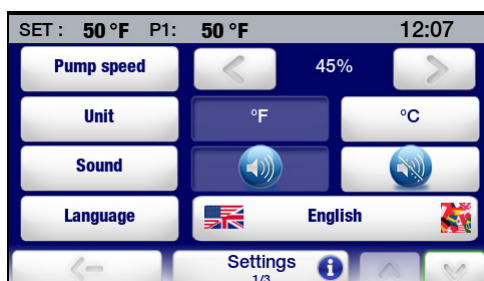 SET : 50 °F P1: 50 °F 12:07
Pump speed 45%
Unit °F °C
Sound
Language English
Settings
1/3